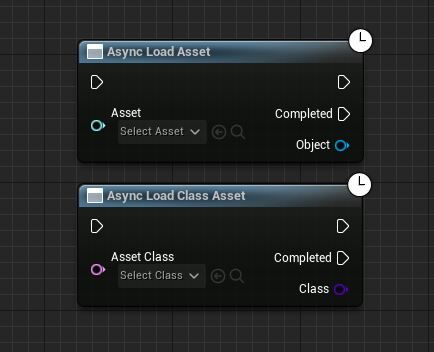 Async Load Asset
Asset
Select Asset
Completed
Object
Async Load Class Asset
Asset Class
Select Class
Completed
Class